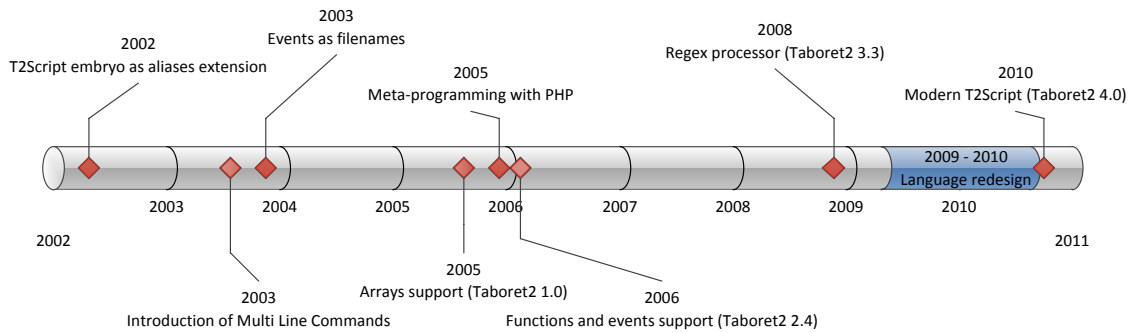 2002
T2Script embryo as aliases extension
2003
Events as filenames
2005
Meta-programming with PHP
2008
Regex processor (Taboret2 3.3)
2010
Modern T2Script (Taboret2 4.0)
2009 - 2010
Language redesign
2003
2004
2005
2006
2007
2008
2009
2010
2002
2011
2003
Introduction of Multi Line Commands
2005
Arrays support (Taboret2 1.0)
2006
Functions and events support (Taboret2 2.4)